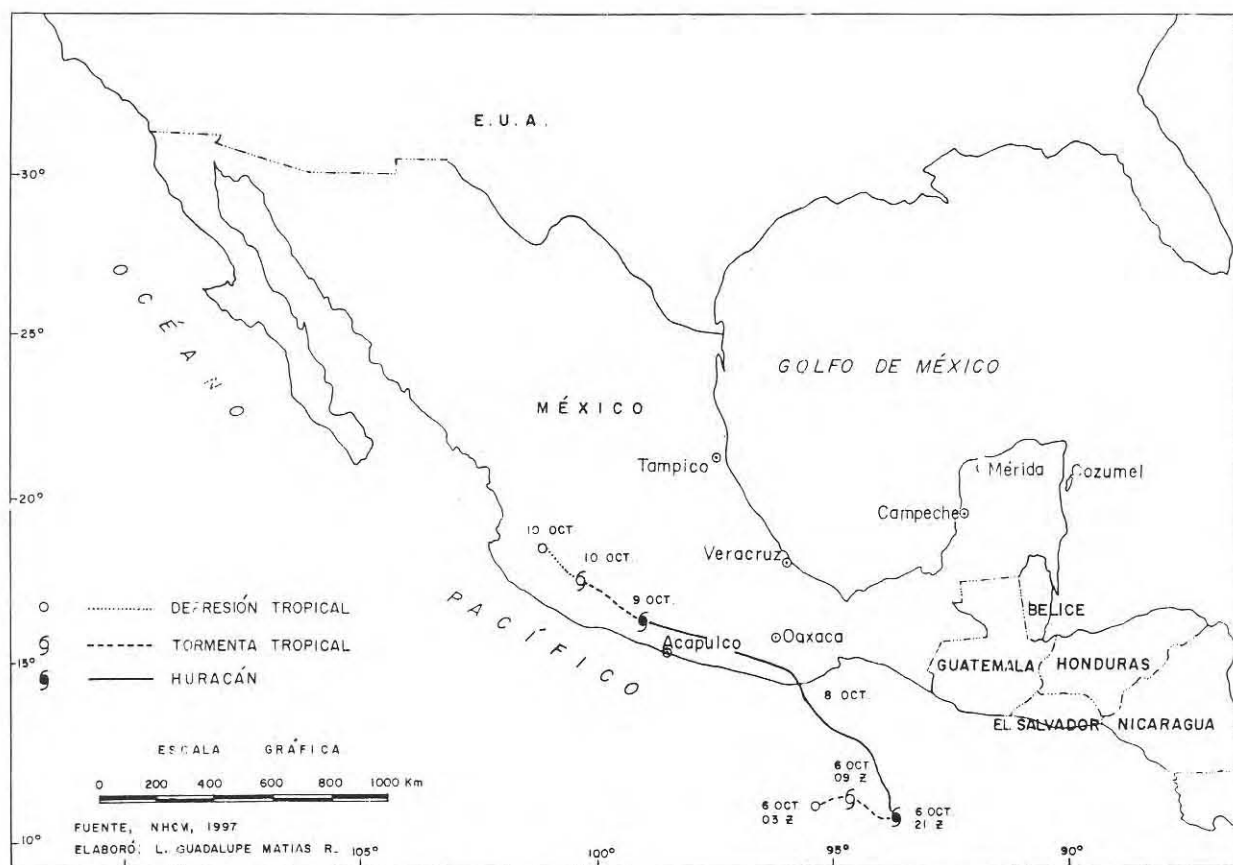 E.U.A.
30°
OCÉANO
25°
GOLFO DE MÉXICO
MÉXICO
Tampico
Mérida
Cozumel
20°
Campeche
10 OCT.
10 OCT.
Veracruz
9 OCT.
PACÍFICO
BELICE
DEPRESIÓN TROPICAL
TORMENTA TROPICAL
HURACÁN
Acapulco
Oaxaca
15°
GUATEMALA
HONDURAS
8 OCT.
EL SALVADOR
NICARAGUA
ESCALA GRÁFICA
0 200 400 600 800 1000 Km
6 OCT
09 Z
6 OCT
03 Z
6 OCT.
21 Z
FUENTE, NHCM, 1997
ELABORÓ: L. GUADALUPE MATIAS R.
10°
105°
100°
95°
90°